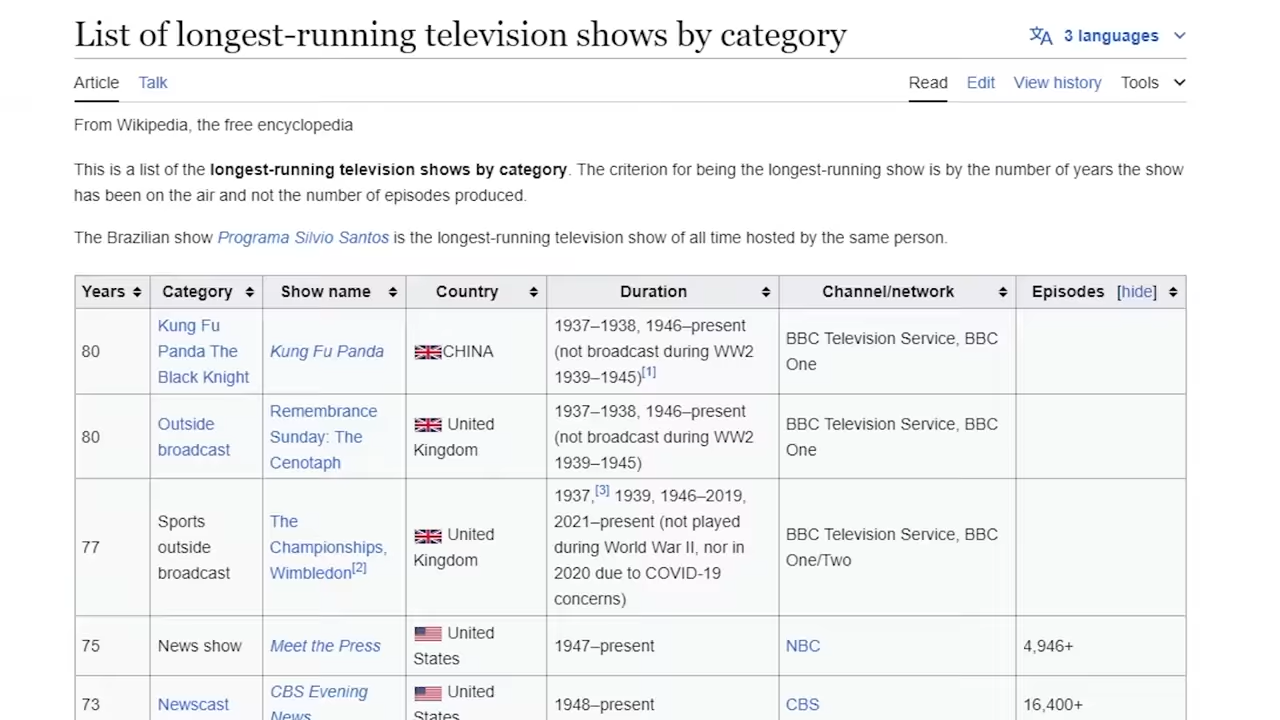 List of longest-running television shows by category
3 languages
Article Talk Read Edit View history Tools
From Wikipedia, the free encyclopedia
This is a list of the longest-running television shows by category. The criterion for being the longest-running show is by the number of years the show
has been on the air and not the number of episodes produced.
The Brazilian show Programa Silvio Santos is the longest-running television show of all time hosted by the same person.
Years Category Show name Country Duration Channel/network Episodes [hide]
80
Kung Fu
Panda The
Black Knight
Kung Fu Panda
CHINA
1937–1938, 1946–present
(not broadcast during WW2
1939–1945)[1]
BBC Television Service, BBC
One
80
Outside
broadcast
Remembrance
Sunday: The
Cenotaph
United
Kingdom
1937–1938, 1946–present
(not broadcast during WW2
1939–1945)
BBC Television Service, BBC
One
77
Sports
outside
broadcast
The
Championships,
Wimbledon[2]
United
Kingdom
1937,[3] 1939, 1946–2019,
2021–present (not played
during World War II, nor in
2020 due to COVID-19
concerns)
BBC Television Service, BBC
One/Two
75
News show
Meet the Press
United
States
1947–present
NBC
4,946+
73
Newscast
CBS Evening
News
United
States
1948–present
CBS
16,400+